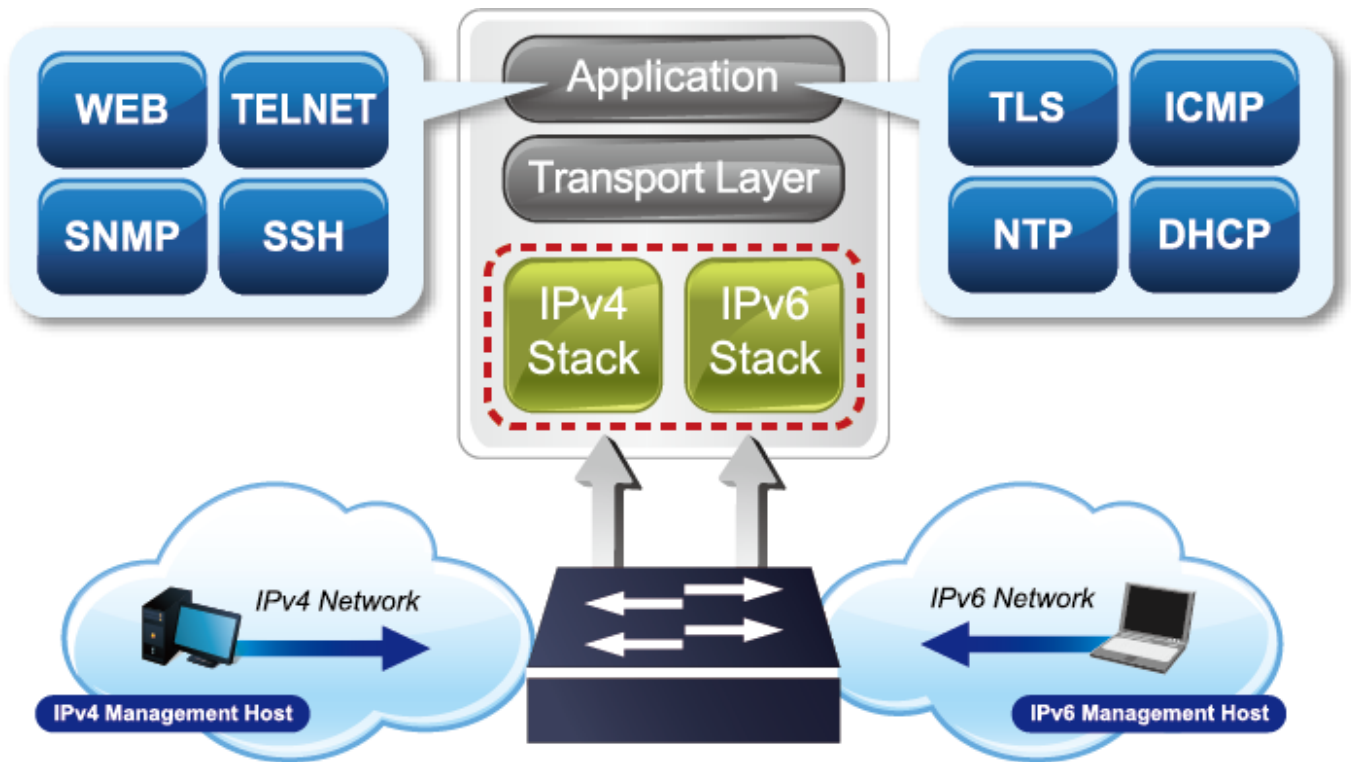 WEB
TELNET
SNMP
SSH
Application
Transport Layer
IPv4
Stack
IPv6
Stack
TLS
ICMP
NTP
DHCP
IPv4 Network
IPv4 Management Host
IPv6 Network
IPv6 Management Host